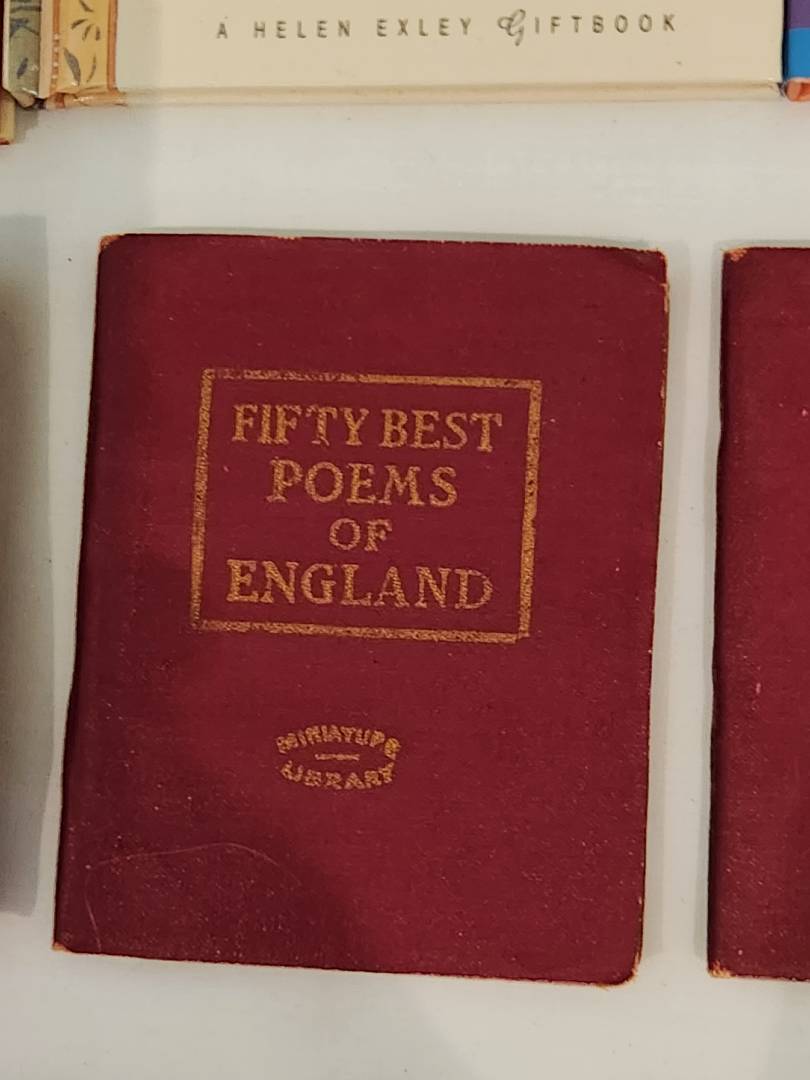 A HELEN EXLEY GIFTBOOK
FIFTY BEST
POEMS
OF
ENGLAND
MINIATURE
LIBRARY